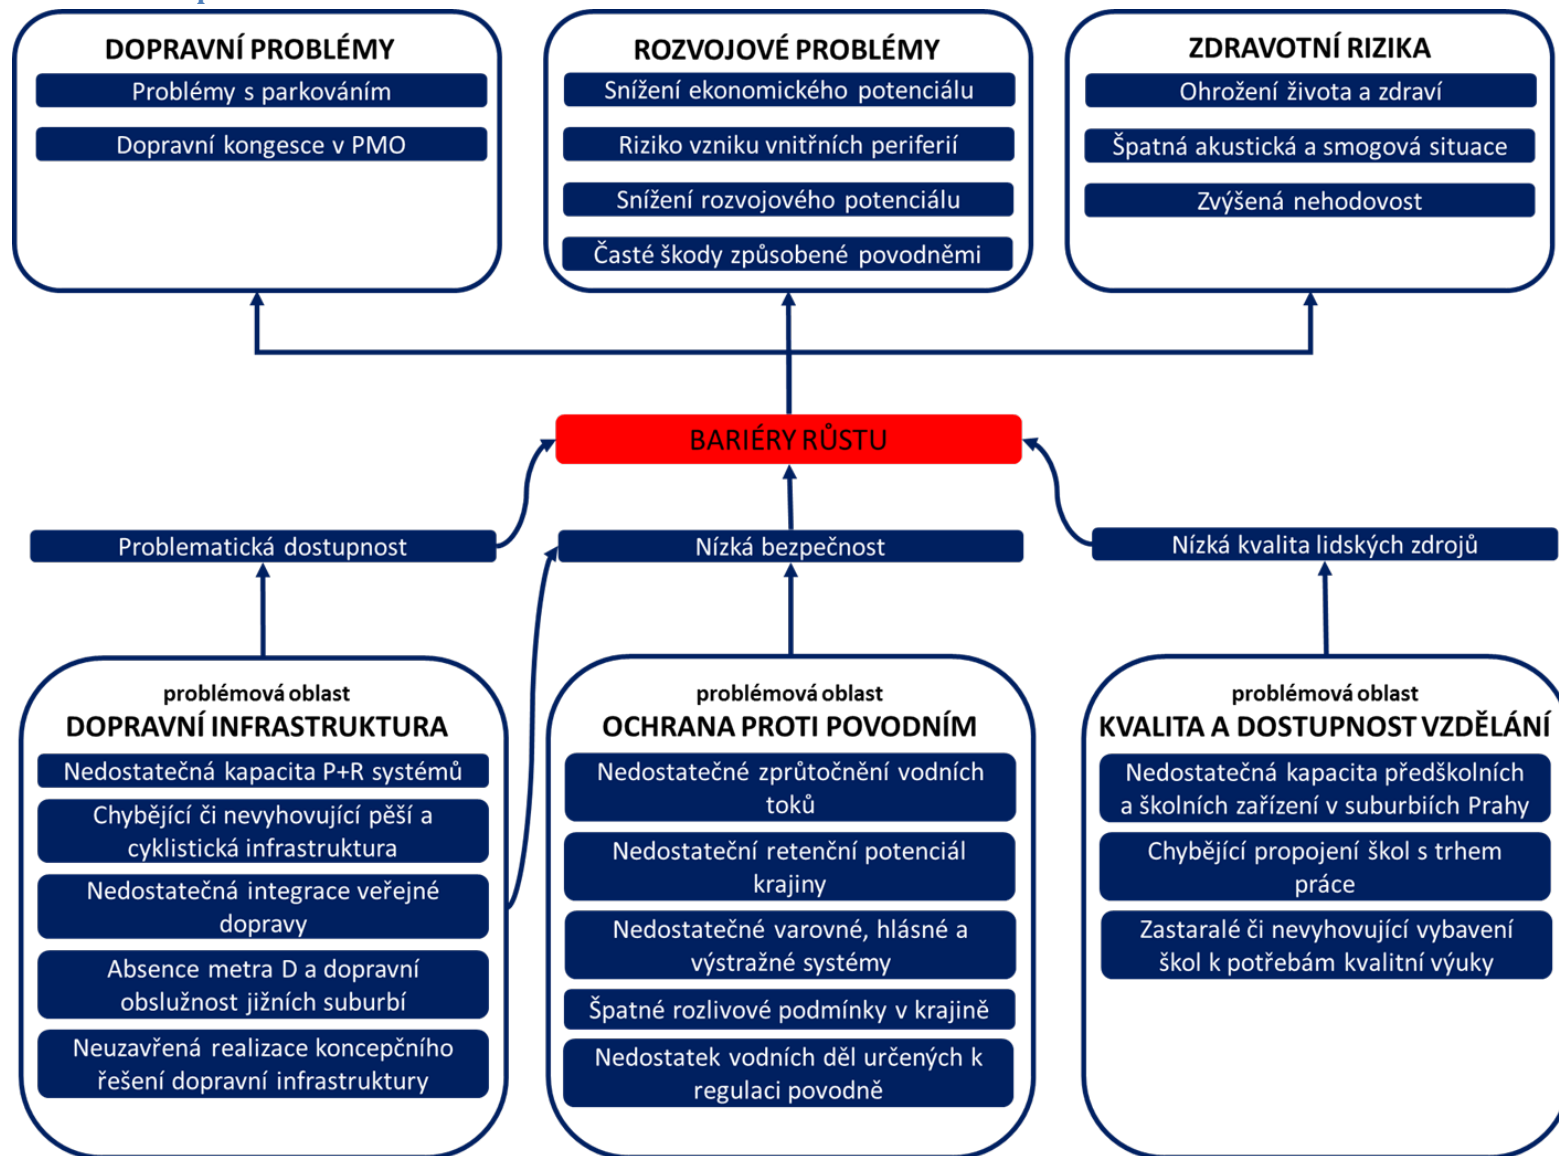 DOPRAVNÍ PROBLÉMY
Problémy s parkováním
Dopravní kongesce v PMO
ROZVOJOVÉ PROBLÉMY
Snížení ekonomického potenciálu
Riziko vzniku vnitřních periferií
Snížení rozvojového potenciálu
Časté škody způsobené povodněmi
ZDRAVOTNÍ RIZIKA
Ohrožení života a zdraví
Špatná akustická a smogová situace
Zvýšená nehodovost
BARIÉRY RŮSTU
Problematická dostupnost
Nízká bezpečnost
Nízká kvalita lidských zdrojů
problémová oblast
DOPRAVNÍ INFRASTRUKTURA
Nedostatečná kapacita P+R systémů
Chybějící či nevyhovující pěší a
cyklistická infrastruktura
Nedostatečná integrace veřejné
dopravy
Absence metra D a dopravní
obslužnost jižních suburbí
Neuzavřená realizace koncepčního
řešení dopravní infrastruktury
problémová oblast
OCHRANA PROTI POVODNÍM
Nedostatečné zprůtočnění vodních
toků
Nedostateční retenční potenciál
krajiny
Nedostatečné varovné, hlásné a
výstražné systémy
Špatné rozlivové podmínky v krajině
Nedostatek vodních děl určených k
regulaci povodně
problémová oblast
KVALITA A DOSTUPNOST VZDĚLÁNÍ
Nedostatečná kapacita předškolních
a školních zařízení v suburbiích Prahy
Chybějící propojení škol s trhem
práce
Zastaralé či nevyhovující vybavení
škol k potřebám kvalitní výuky